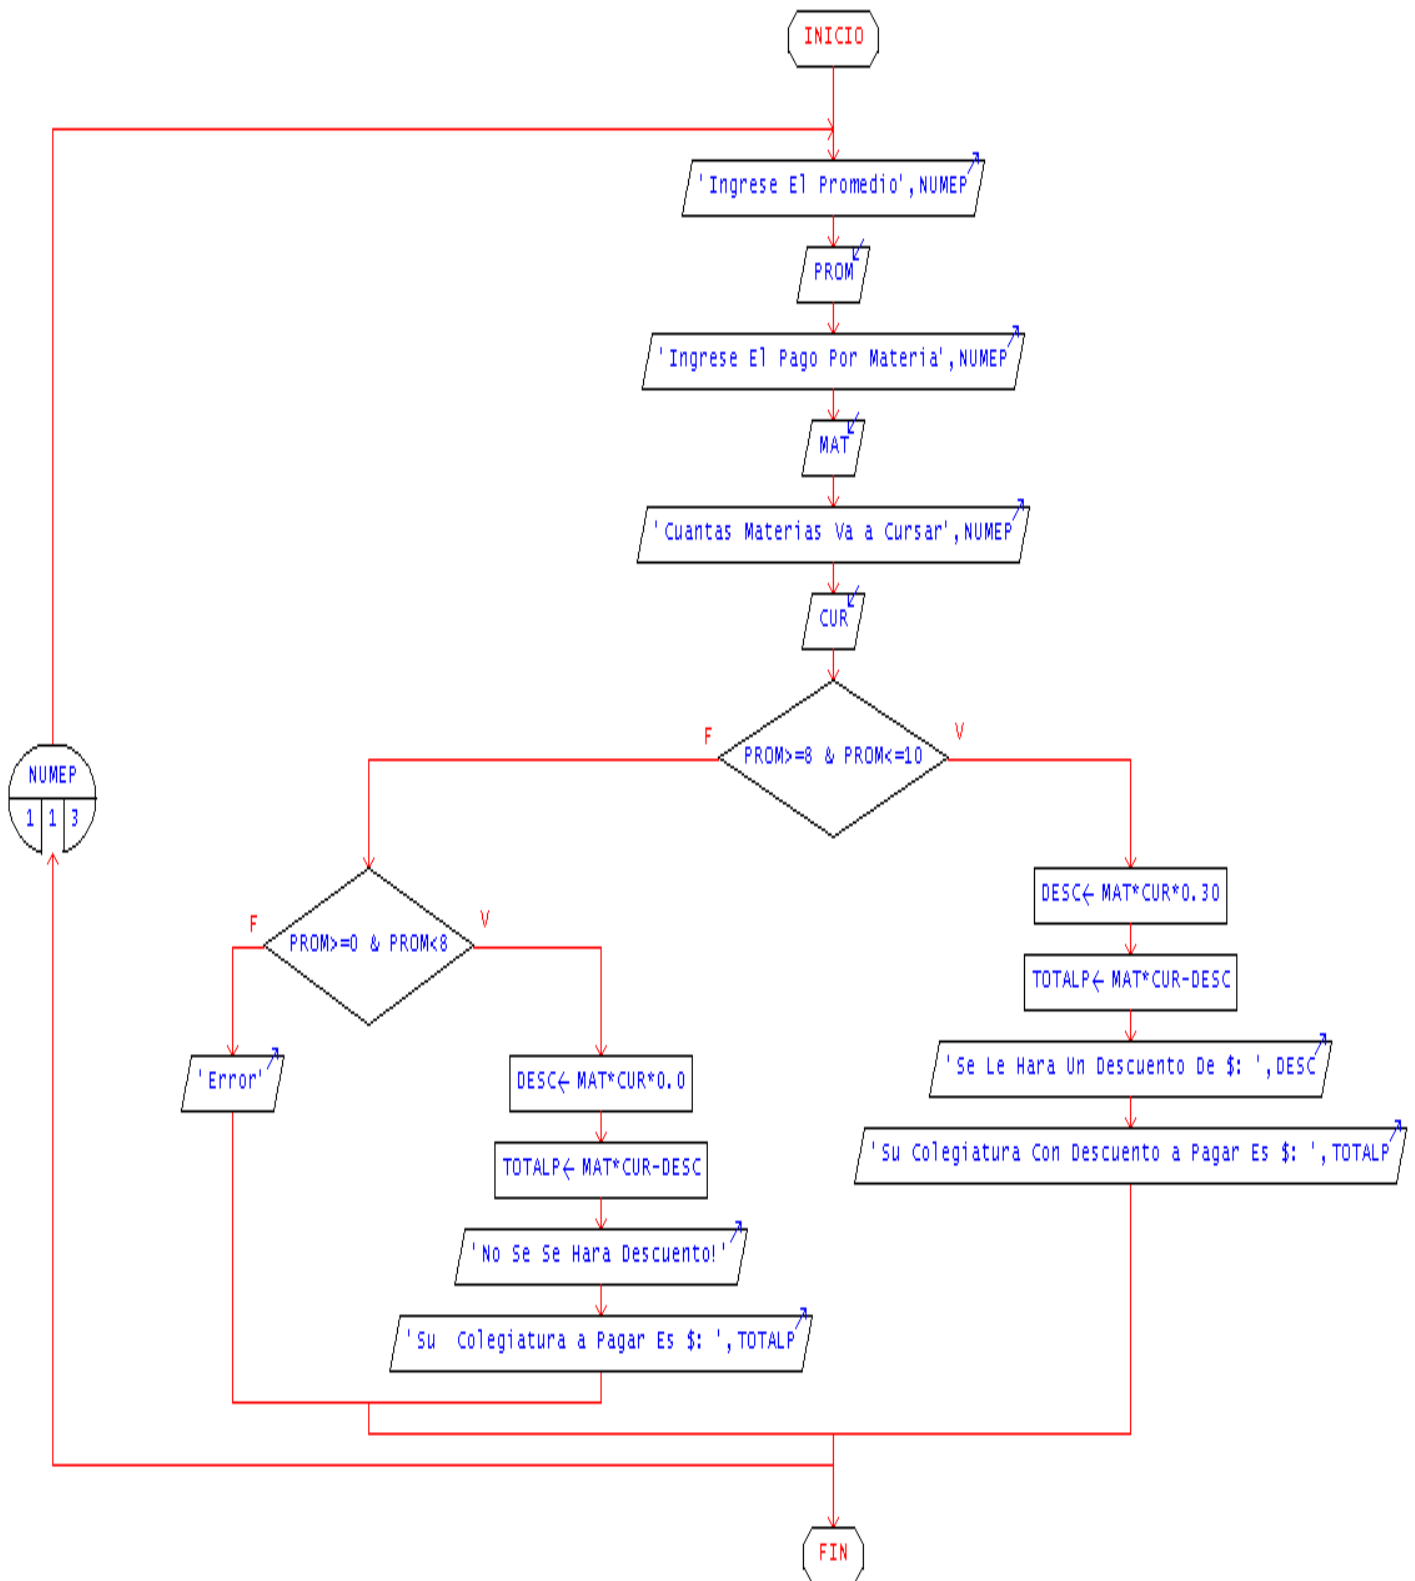 INICIO
'Ingrese El Promedio',NUMEP
PROM
'Ingrese El Pago Por Materia',NUMEP
MAT
'Cuantas Materias Va a Cursar',NUMEP
CUR
PROM>=8 & PROM<=10
F
V
NUMEP
1 1 3
PROM>=0 & PROM<8
F
V
'Error'
DESC← MAT*CUR*0.0
TOTALP← MAT*CUR-DESC
'No Se Se Hara Descuento!'
'Su  Colegiatura a Pagar Es $: ',TOTALP
DESC← MAT*CUR*0.30
TOTALP← MAT*CUR-DESC
'Se Le Hara Un Descuento De $: ',DESC
'Su Colegiatura Con Descuento a Pagar Es $: ',TOTALP
FIN